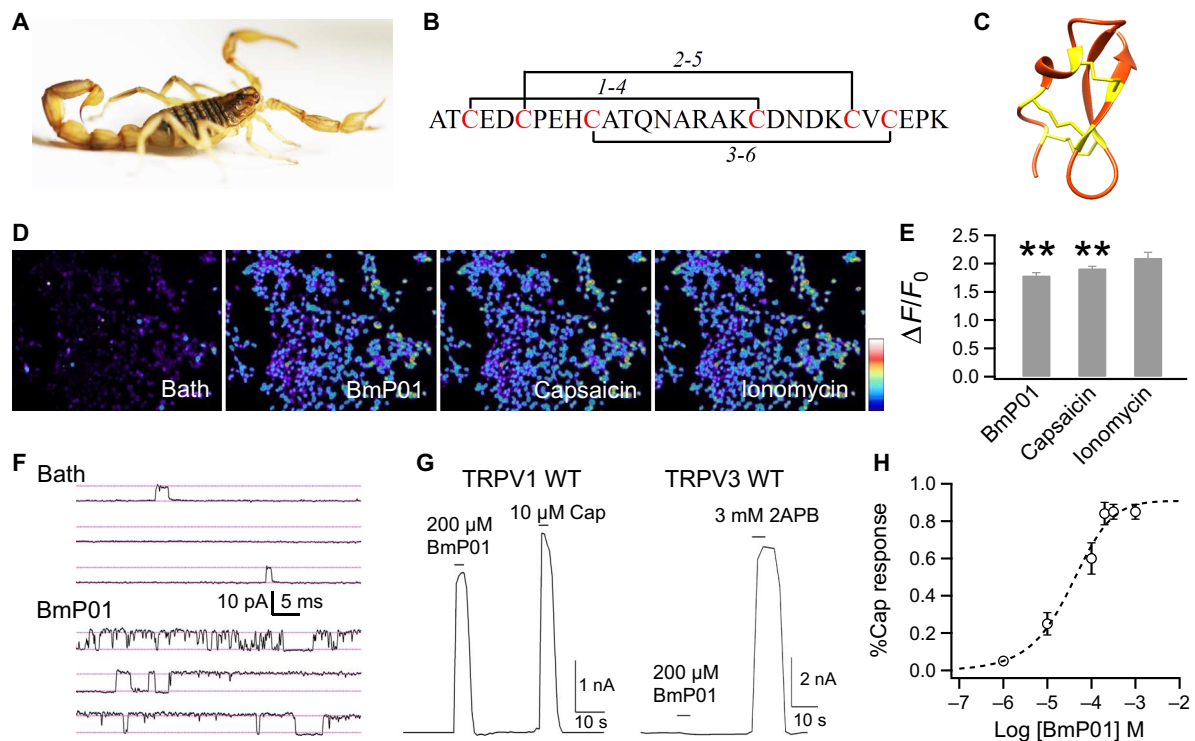 A
B
2-5
1-4
ATCEDCPEHCATQNARAKCDNDKCVCEPK
3-6
C
D
Bath
BmP01
Capsaicin
Ionomycin
E
ΔF/F0
2.5
2.0
1.5
1.0
0.5
0.0
** **
BmP01
Capsaicin
Ionomycin
F
Bath
10 pA
5 ms
BmP01
G
TRPV1 WT
TRPV3 WT
200 µM
BmP01
10 µM Cap
1 nA
10 s
3 mM 2APB
200 µM
BmP01
2 nA
10 s
H
%Cap response
1.0
0.8
0.6
0.4
0.2
0.0
–7 –6 –5 –4 –3 –2
Log [BmP01] M